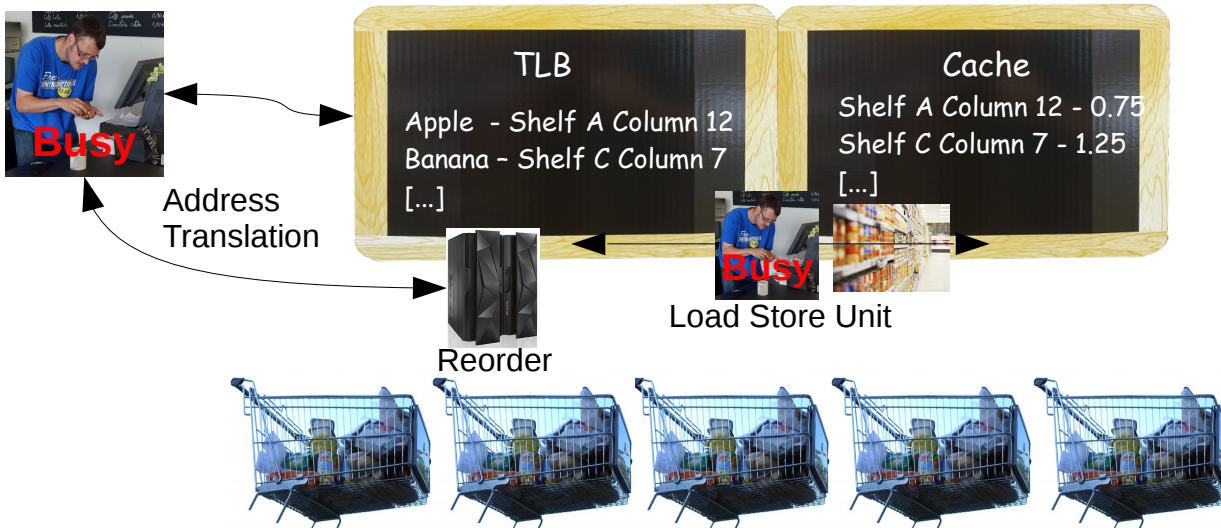 TLB
Apple - Shelf A Column 12
Banana – Shelf C Column 7
[...]
Cache
Shelf A Column 12 - 0.75
Shelf C Column 7 - 1.25
[...]
Busy
Address
Translation
Busy
Load Store Unit
Reorder